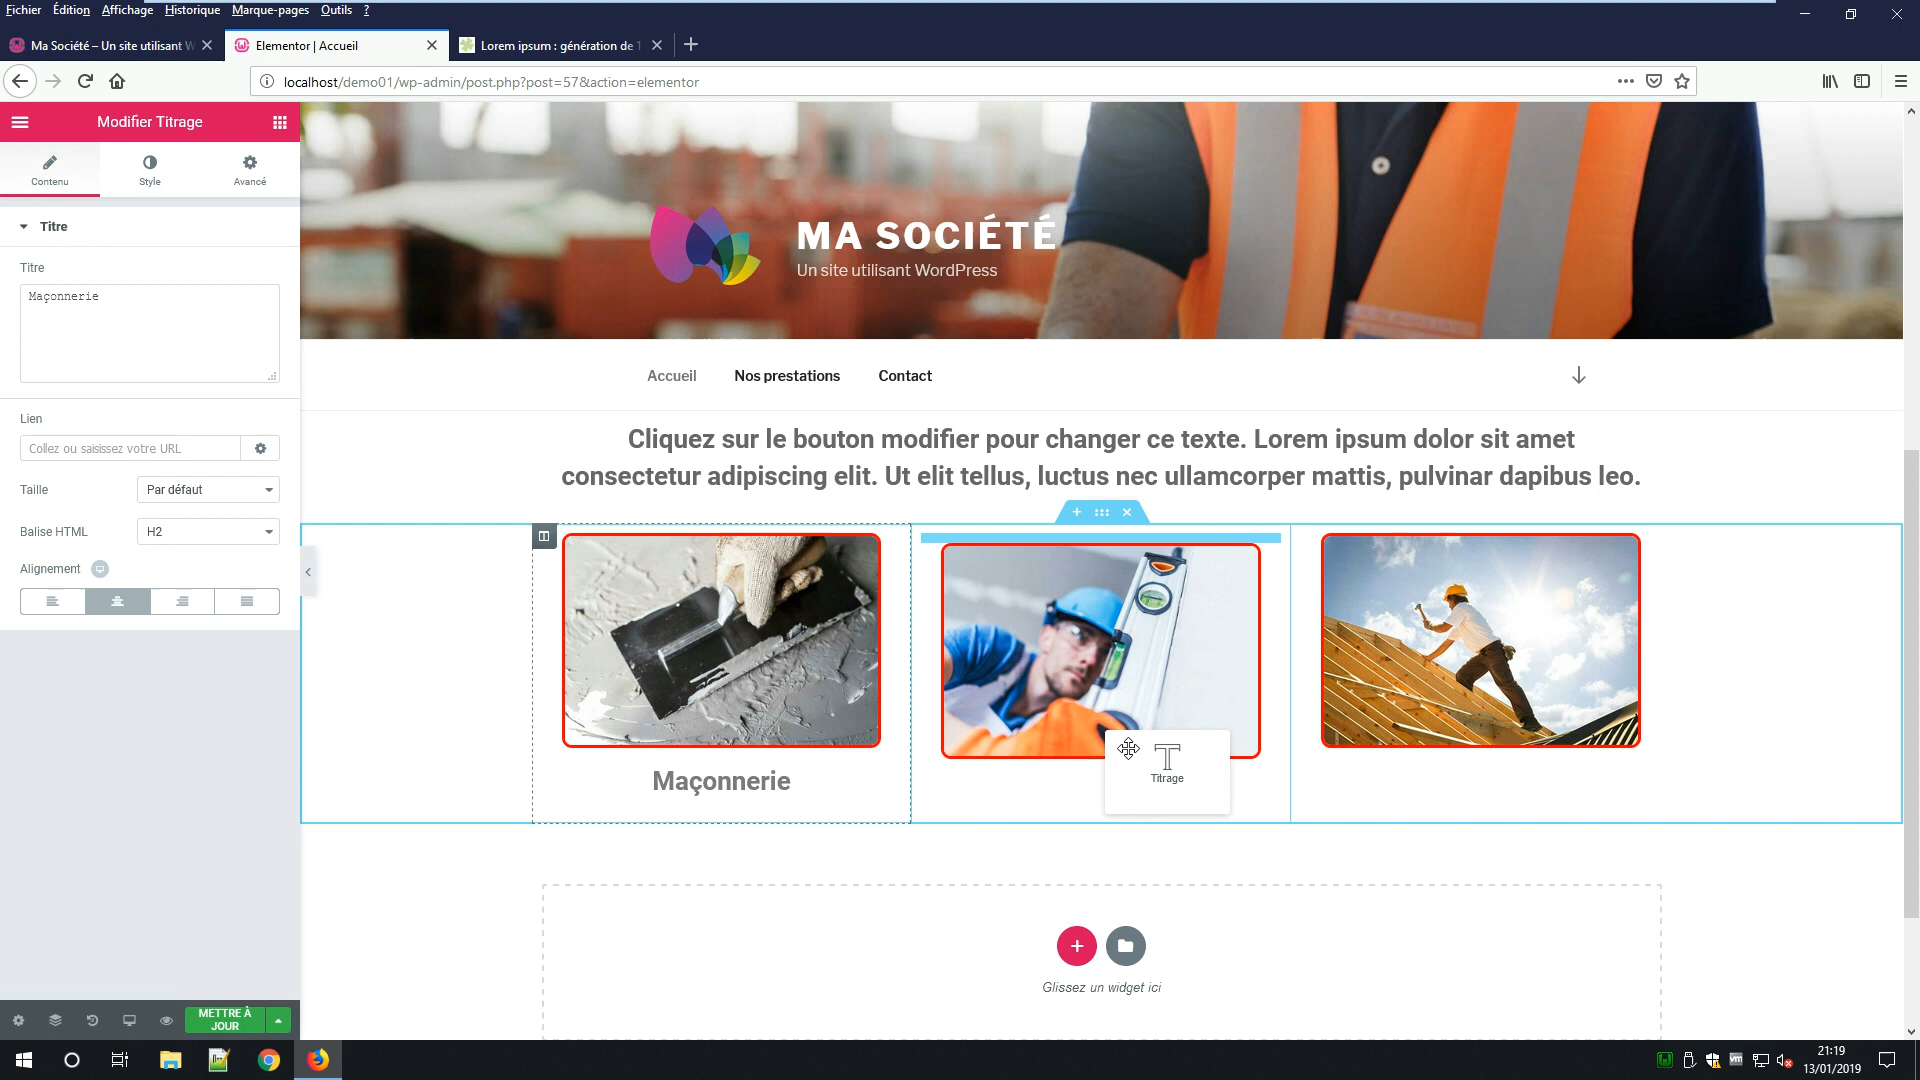 Fichier Édition Affichage Historique Marque-pages Outils ?
Ma Société – Un site utilisant W
Elementor | Accueil
Lorem ipsum : génération de 1
localhost/demo01/wp-admin/post.php?post=57&action=elementor
Modifier Titrage
Contenu Style Avancé
Titre
Titre
Maçonnerie
Lien
Collez ou saisissez votre URL
Taille Par défaut
Balise HTML H2
Alignement
METTRE À
JOUR
MA SOCIÉTÉ
Un site utilisant WordPress
Accueil Nos prestations Contact
Cliquez sur le bouton modifier pour changer ce texte. Lorem ipsum dolor sit amet
consectetur adipiscing elit. Ut elit tellus, luctus nec ullamcorper mattis, pulvinar dapibus leo.
Titrage
Maçonnerie
Glissez un widget ici
21:19
13/01/2019